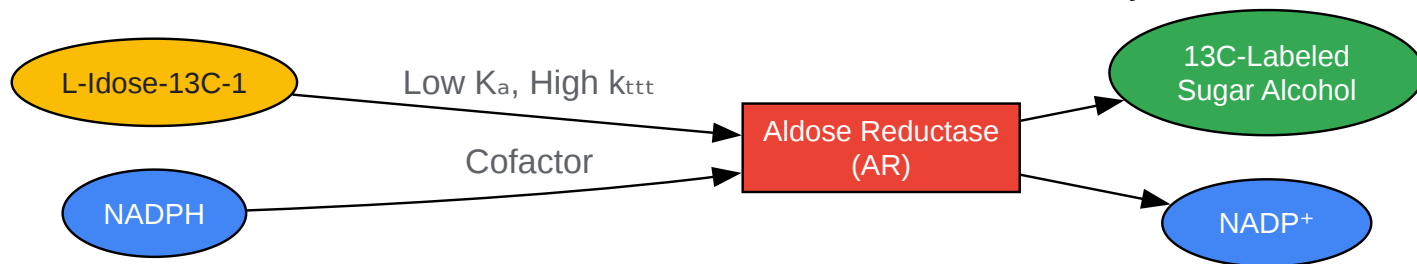 L-Idose-13C-1
Low Kₐ, High kₜₜₜ
13C-Labeled
Sugar Alcohol
Aldose Reductase
(AR)
Cofactor
NADPH
NADP⁺